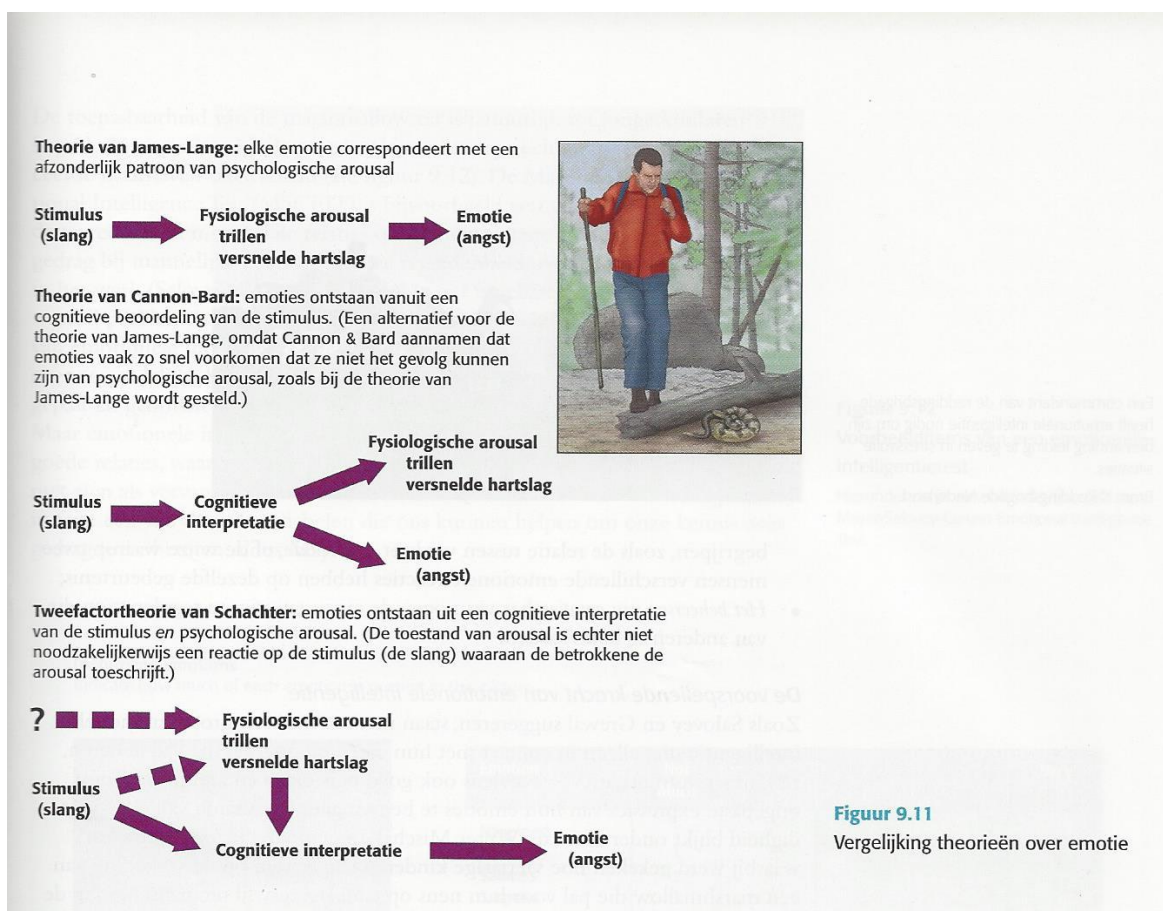 Theorie van James-Lange: elke emotie correspondeert met een
afzonderlijk patroon van psychologische arousal
Stimulus
(slang)
Fysiologische arousal
trillen
versnelde hartslag
Emotie
(angst)
Theorie van Cannon-Bard: emoties ontstaan vanuit een
cognitieve beoordeling van de stimulus. (Een alternatief voor de
theorie van James-Lange, omdat Cannon & Bard aannamen dat
emoties vaak zo snel voorkomen dat ze niet het gevolg kunnen
zijn van psychologische arousal, zoals bij de theorie van
James-Lange wordt gesteld.)
Fysiologische arousal
trillen
versnelde hartslag
Stimulus
(slang)
Cognitieve
interpretatie
Emotie
(angst)
Tweefactortheorie van Schachter: emoties ontstaan uit een cognitieve interpretatie
van de stimulus en psychologische arousal. (De toestand van arousal is echter niet
noodzakelijkerwijs een reactie op de stimulus (de slang) waaraan de betrokkene de
arousal toeschrijft.)
?
Fysiologische arousal
trillen
versnelde hartslag
Stimulus
(slang)
Cognitieve interpretatie
Emotie
(angst)
Figuur 9.11
Vergelijking theorieën over emotie